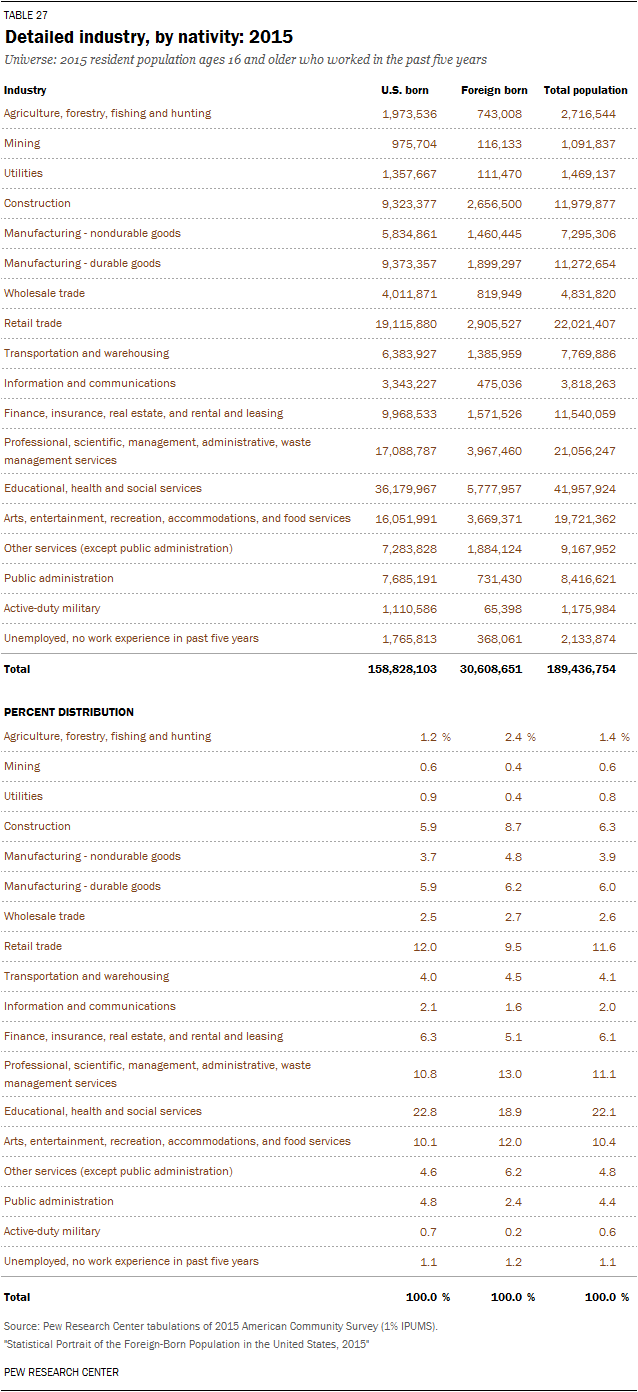 TABLE 27
Detailed industry, by nativity: 2015
Universe: 2015 resident population ages 16 and older who worked in the past five years
Industry U.S. born Foreign born Total population
Agriculture, forestry, fishing and hunting 1,973,536 743,008 2,716,544
Mining 975,704 116,133 1,091,837
Utilities 1,357,667 111,470 1,469,137
Construction 9,323,377 2,656,500 11,979,877
Manufacturing - nondurable goods 5,834,861 1,460,445 7,295,306
Manufacturing - durable goods 9,373,357 1,899,297 11,272,654
Wholesale trade 4,011,871 819,949 4,831,820
Retail trade 19,115,880 2,905,527 22,021,407
Transportation and warehousing 6,383,927 1,385,959 7,769,886
Information and communications 3,343,227 475,036 3,818,263
Finance, insurance, real estate, and rental and leasing 9,968,533 1,571,526 11,540,059
Professional, scientific, management, administrative, waste
management services 17,088,787 3,967,460 21,056,247
Educational, health and social services 36,179,967 5,777,957 41,957,924
Arts, entertainment, recreation, accommodations, and food services 16,051,991 3,669,371 19,721,362
Other services (except public administration) 7,283,828 1,884,124 9,167,952
Public administration 7,685,191 731,430 8,416,621
Active-duty military 1,110,586 65,398 1,175,984
Unemployed, no work experience in past five years 1,765,813 368,061 2,133,874
Total 158,828,103 30,608,651 189,436,754
PERCENT DISTRIBUTION
Agriculture, forestry, fishing and hunting 1.2 % 2.4 % 1.4 %
Mining 0.6 0.4 0.6
Utilities 0.9 0.4 0.8
Construction 5.9 8.7 6.3
Manufacturing - nondurable goods 3.7 4.8 3.9
Manufacturing - durable goods 5.9 6.2 6.0
Wholesale trade 2.5 2.7 2.6
Retail trade 12.0 9.5 11.6
Transportation and warehousing 4.0 4.5 4.1
Information and communications 2.1 1.6 2.0
Finance, insurance, real estate, and rental and leasing 6.3 5.1 6.1
Professional, scientific, management, administrative, waste
management services 10.8 13.0 11.1
Educational, health and social services 22.8 18.9 22.1
Arts, entertainment, recreation, accommodations, and food services 10.1 12.0 10.4
Other services (except public administration) 4.6 6.2 4.8
Public administration 4.8 2.4 4.4
Active-duty military 0.7 0.2 0.6
Unemployed, no work experience in past five years 1.1 1.2 1.1
Total 100.0 % 100.0 % 100.0 %
Source: Pew Research Center tabulations of 2015 American Community Survey (1% IPUMS).
"Statistical Portrait of the Foreign-Born Population in the United States, 2015"
PEW RESEARCH CENTER